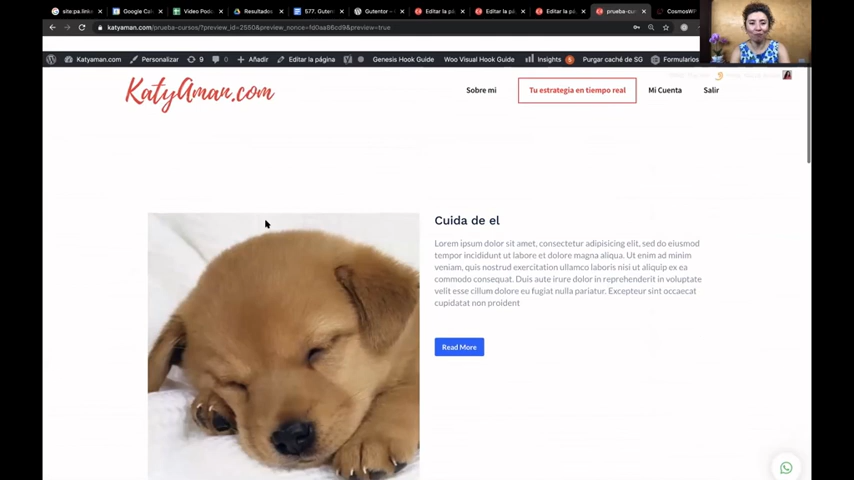 site:pa.linke
Google Cal
Video Podc
Resultados
577. Guten
Gutentor –
Editar la pá
Editar la pá
Editar la pá
prueba-cur
CosmosWP
katyaman.com/prueba-cursos/?preview_id=2550&preview_nonce=fd0aa86cd9&preview=true
Katyaman.com
Personalizar
9
0
Añadir
Editar la página
Genesis Hook Guide
Woo Visual Hook Guide
Insights
Purgar caché de SG
Formularios
KatyAman.com
Sobre mi
Tu estrategia en tiempo real
Mi Cuenta
Salir
Cuida de el
Lorem ipsum dolor sit amet, consectetur adipisicing elit, sed do eiusmod
tempor incididunt ut labore et dolore magna aliqua. Ut enim ad minim
veniam, quis nostrud exercitation ullamco laboris nisi ut aliquip ex ea
commodo consequat. Duis aute irure dolor in reprehenderit in voluptate
velit esse cillum dolore eu fugiat nulla pariatur. Excepteur sint occaecat
cupidatat non proident
Read More